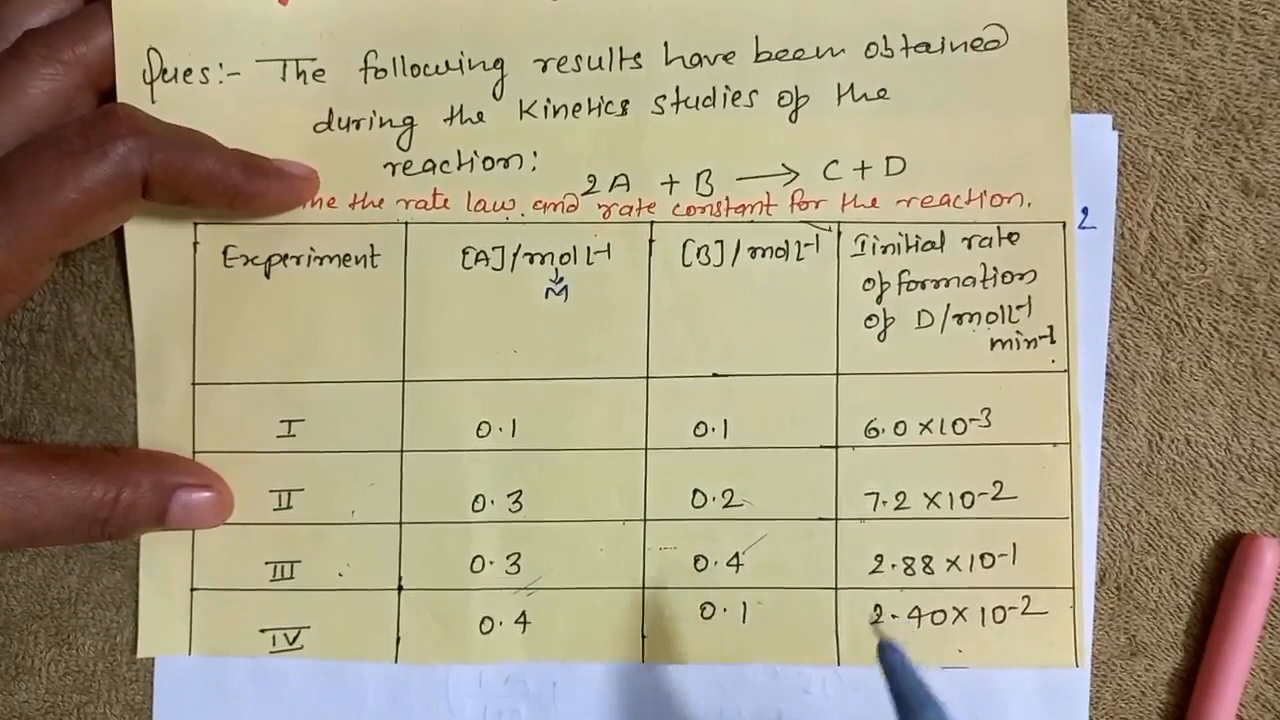 Ques:- The following results have been obtained
during the Kinetics studies of the
reaction:
2A + B ⟶ C + D
the rate law and rate constant for the reaction.
Experiment [A]/mol L-1 [B]/mol L-1 Iinitial rate
of formation
of D/mol L-1
min-1
M
I 0.1 0.1 6.0 ×10-3
II 0.3 0.2 7.2 ×10-2
III 0.3 0.4 2.88 ×10-1
IV 0.4 0.1 2.40× 10-2
2